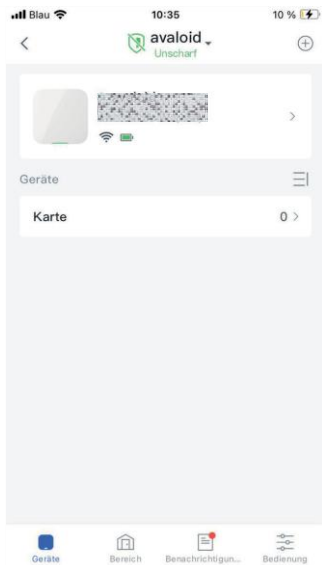 Blau 10:35 10 %
avaloid
Unscharf
Geräte
Karte 0
Geräte Bereich Benachrichtigun... Bedienung